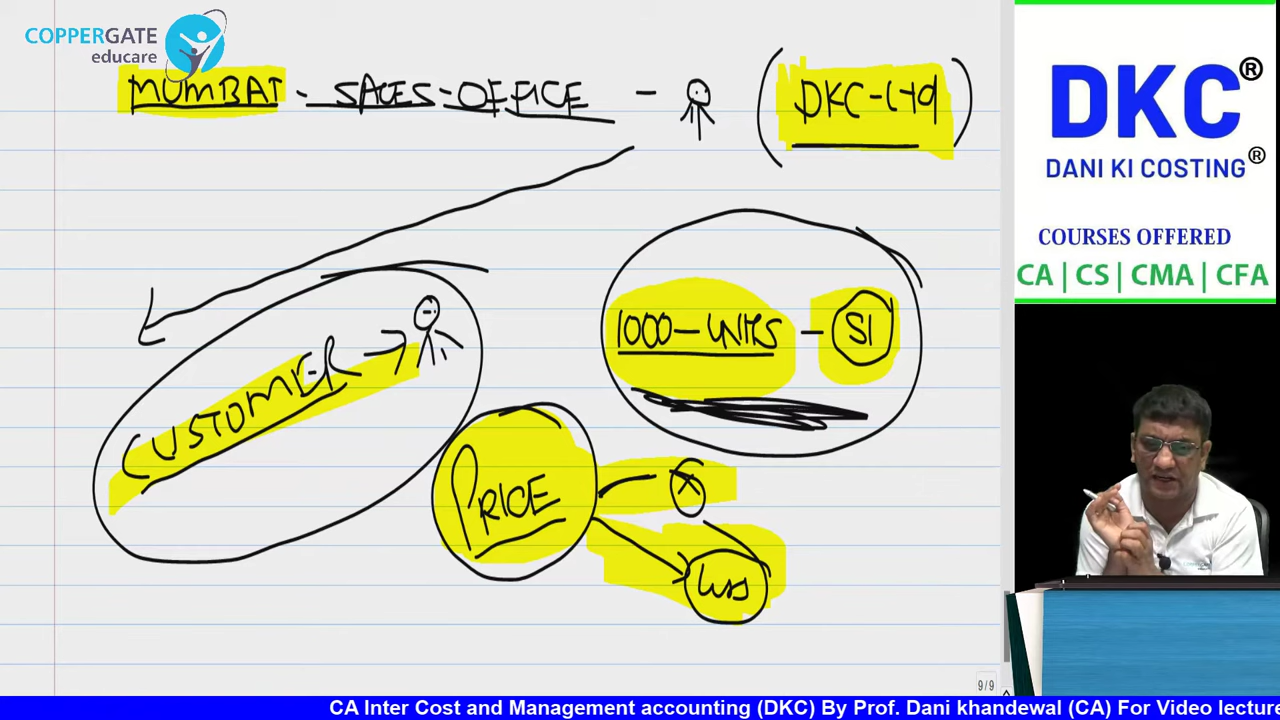 COPPERGATE
educare
MUMBAI - SALES-OFFICE - (DKC-Ltd)
1000-UNITS - S1
CUSTOMER →
PRICE
Less
9/9
DKC®
DANI KI COSTING®
COURSES OFFERED
CA | CS | CMA | CFA
CA Inter Cost and Management accounting (DKC) By Prof. Dani khandewal (CA) For Video lecture